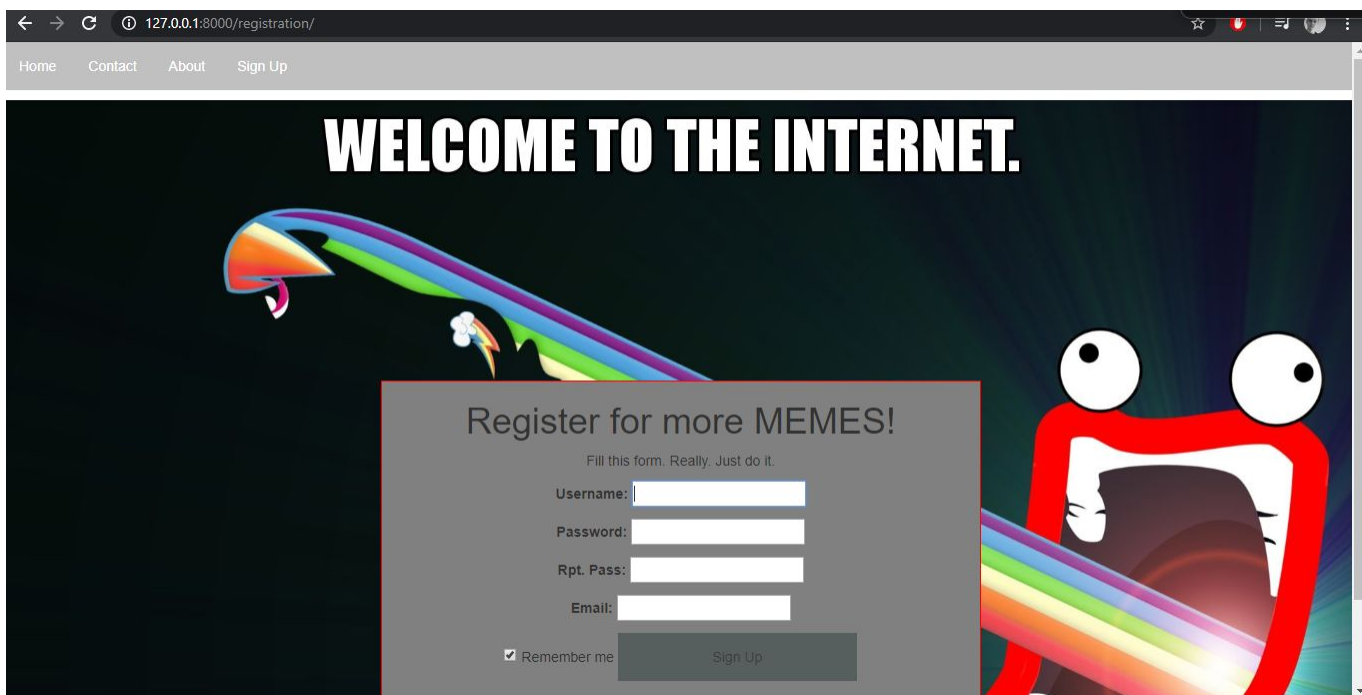 127.0.0.1:8000/registration/
Home Contact About Sign Up
WELCOME TO THE INTERNET.
Register for more MEMES!
Fill this form. Really. Just do it.
Username:
Password:
Rpt. Pass:
Email:
Remember me Sign Up